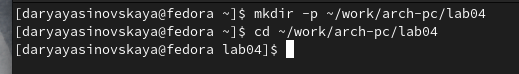 [daryayasinovskaya@fedora ~]$ mkdir -p ~/work/arch-pc/lab04
[daryayasinovskaya@fedora ~]$ cd ~/work/arch-pc/lab04
[daryayasinovskaya@fedora lab04]$